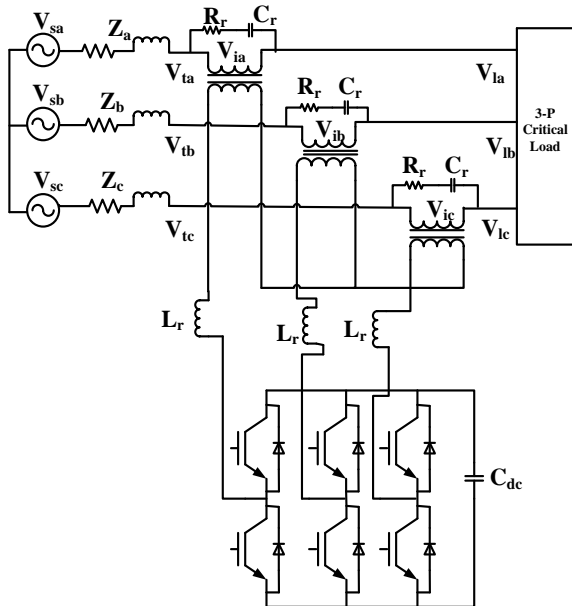 Vsa Za Rr Cr
Vta Via Vla
Vsb Zb Rr Cr
Vtb Vib Vlb
3-P
Critical
Load
Vsc Zc Rr Cr
Vtc Vic Vlc
Lr Lr Lr
Cdc